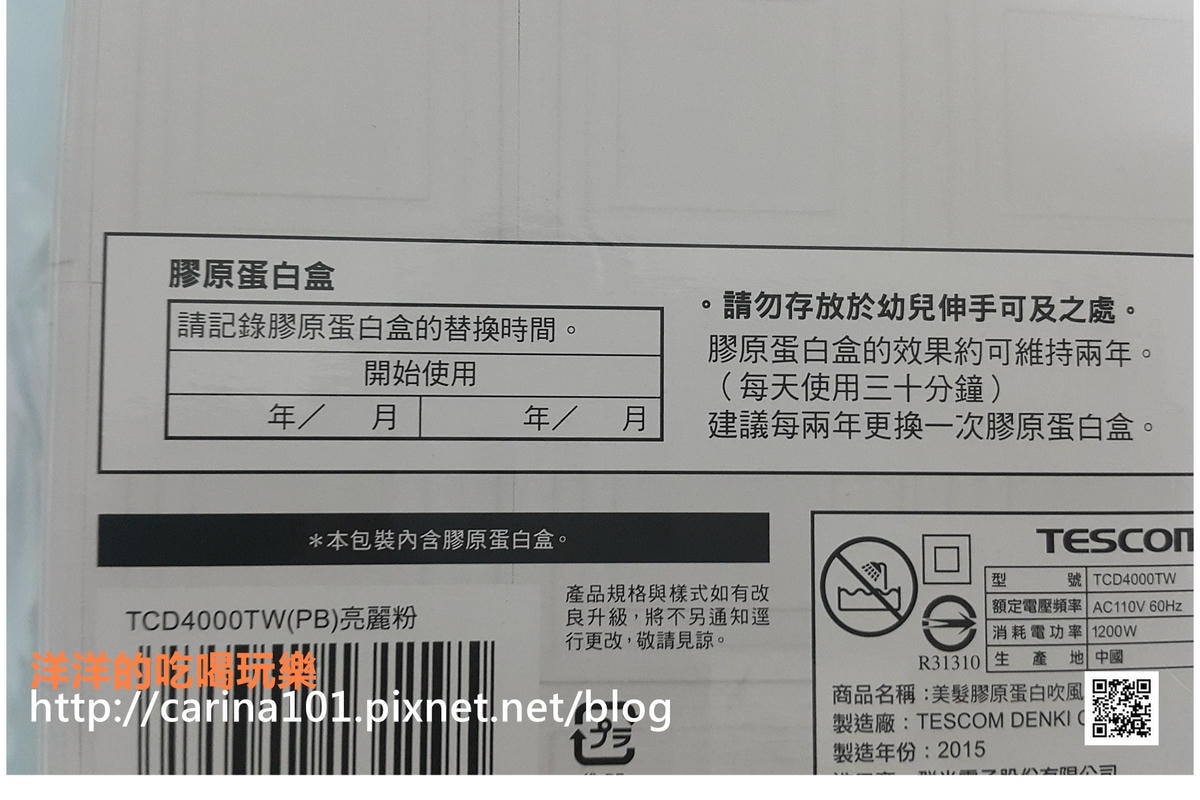 膠原蛋白盒
請記錄膠原蛋白盒的替換時間。
開始使用
年／ 月 年／ 月
。請勿存放於幼兒伸手可及之處。
膠原蛋白盒的效果約可維持兩年。
（每天使用三十分鐘）
建議每兩年更換一次膠原蛋白盒。
＊本包裝內含膠原蛋白盒。
TCD4000TW(PB)亮麗粉
產品規格與樣式如有改
良升級，將不另通知逕
行更改，敬請見諒。
プラ
TESCOM
型號 TCD4000TW
額定電壓頻率 AC110V 60Hz
消耗電功率 1200W
生產地 中國
R31310
商品名稱：美髮膠原蛋白吹風
製造廠：TESCOM DENKI C
製造年份：2015
洋洋的吃喝玩樂
http://carina101.pixnet.net/blog